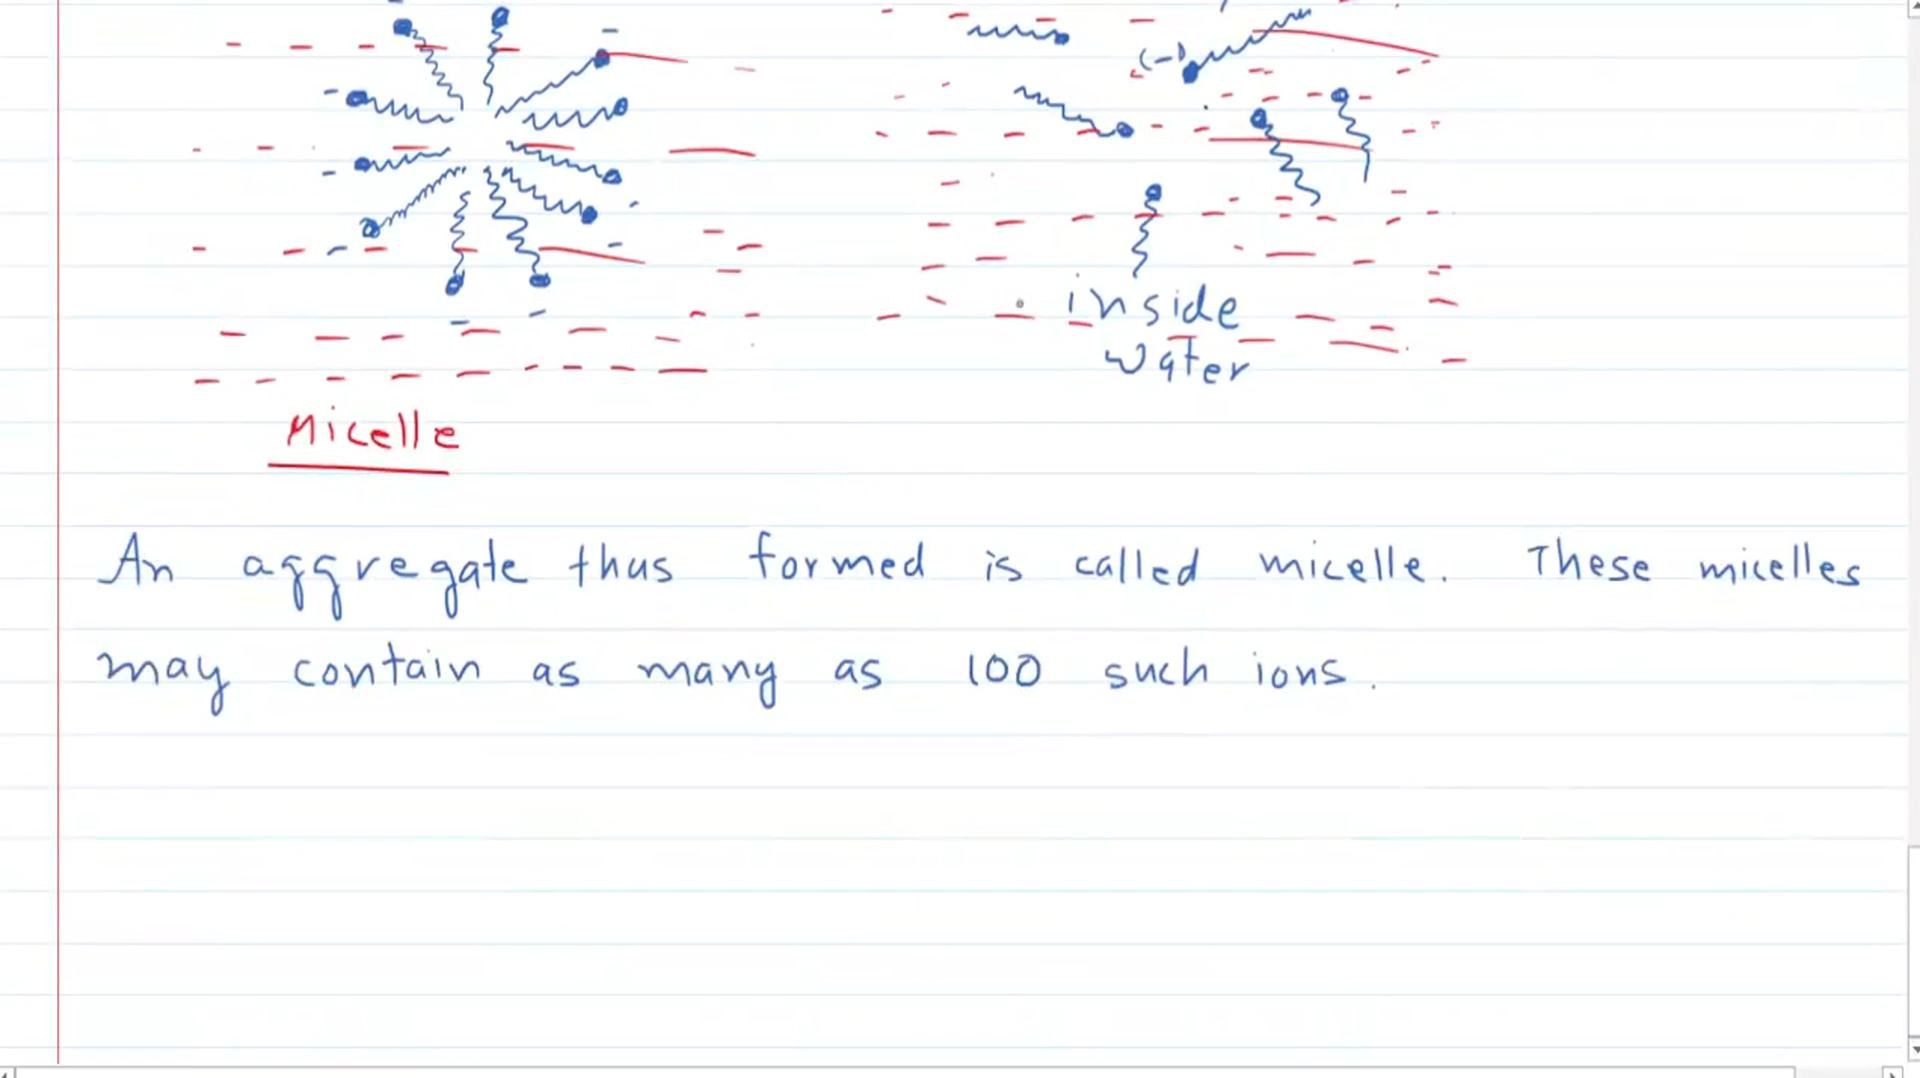 (-)
inside
water
Micelle
An aggregate thus formed is called micelle. These micelles
may contain as many as 100 such ions.